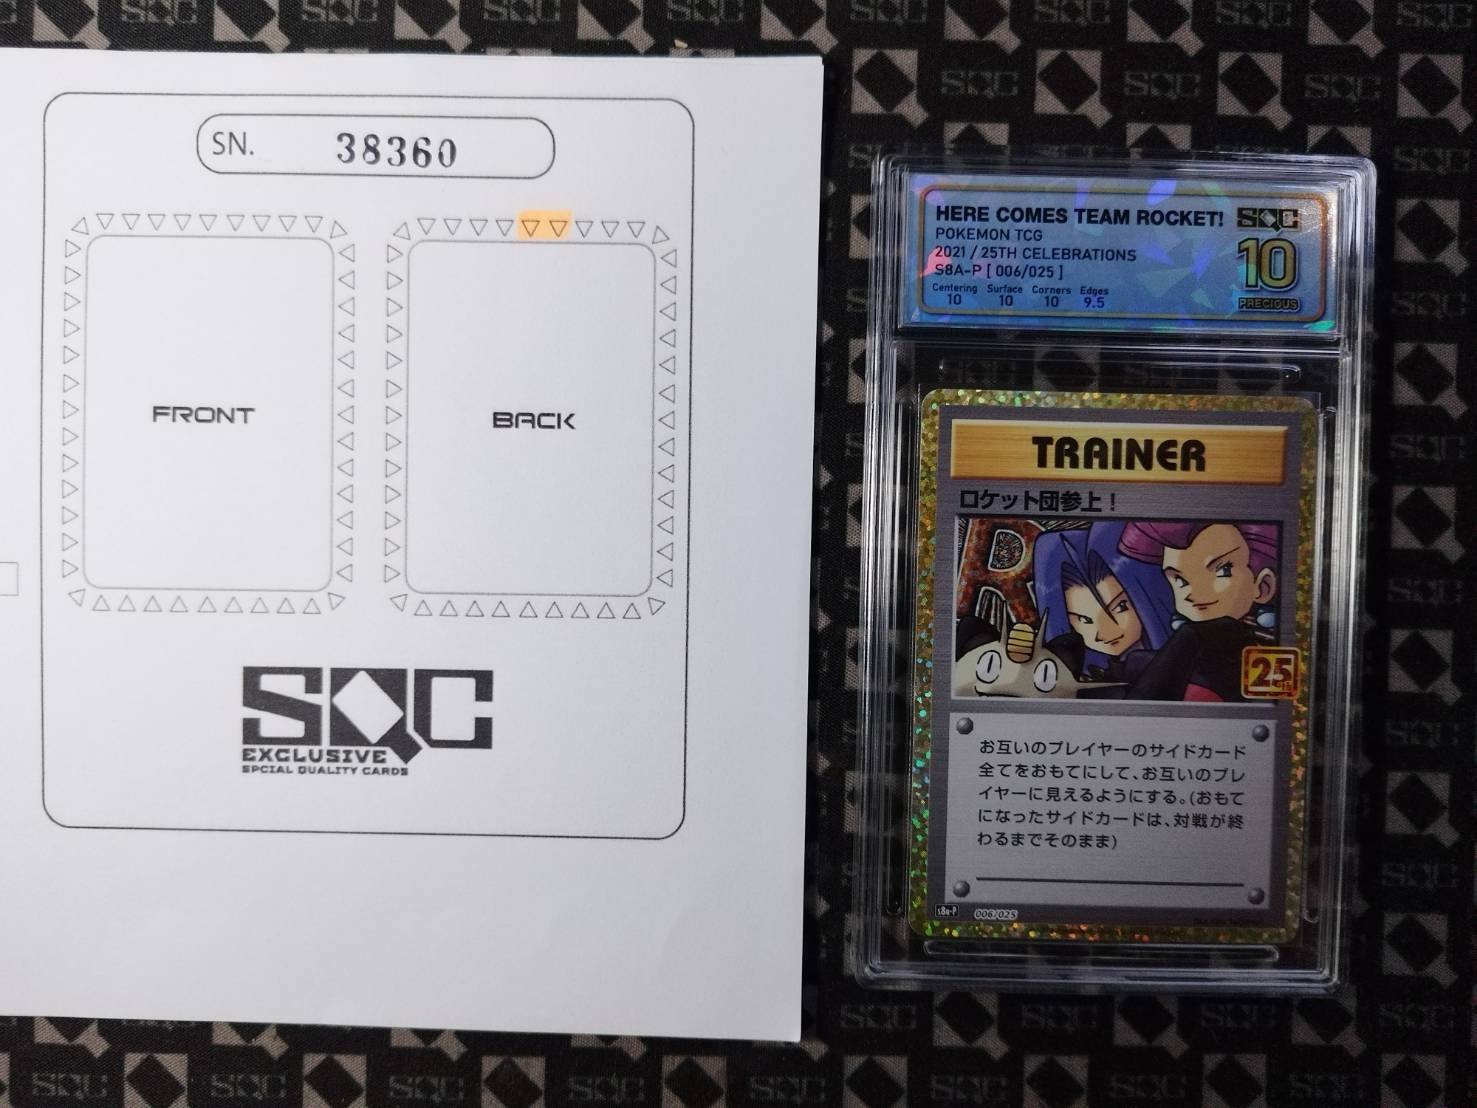 SN. 38360
FRONT
BACK
SQC
EXCLUSIVE
SPCIAL QUALITY CARDS
HERE COMES TEAM ROCKET! SQC
POKEMON TCG
2021 / 25TH CELEBRATIONS
S8A-P [ 006/025 ]
Centering Surface Corners Edges
10 10 10 9.5
10
PRECIOUS
TRAINER
ロケット団参上!
R
25th
お互いのプレイヤーのサイドカード
全てをおもてにして、お互いのプレ
イヤーに見えるようにする。(おもて
になったサイドカードは、対戦が終
わるまでそのまま)
s8a-P 006/025